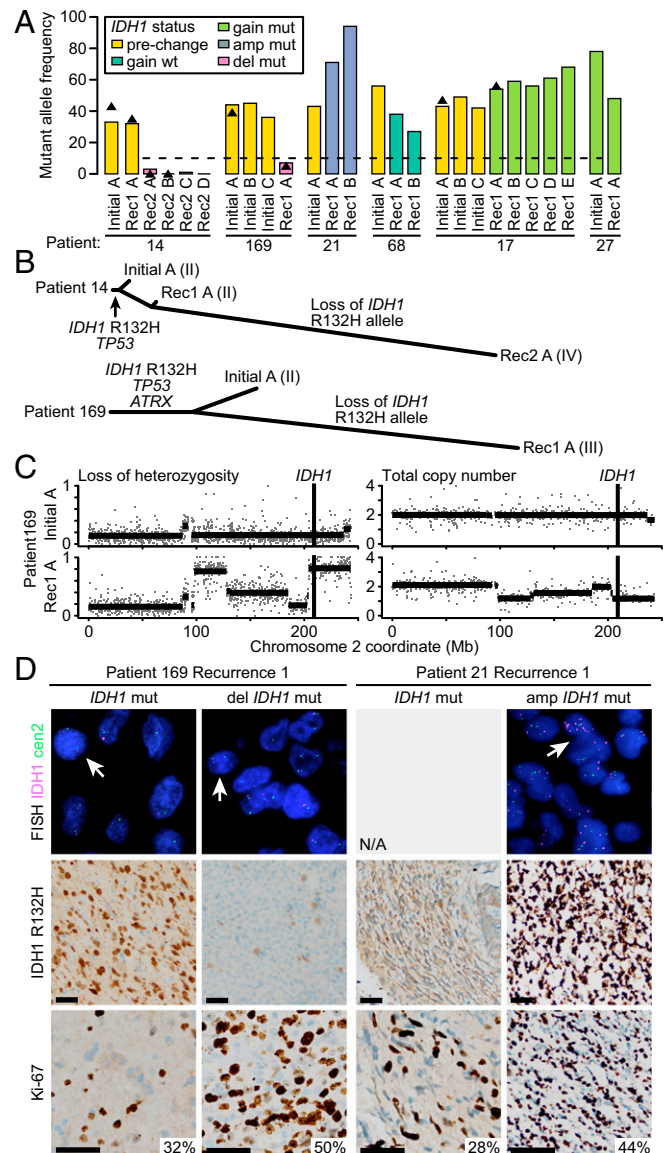 A
Mutant allele frequency
100
80
60
40
20
0
IDH1 status
pre-change
gain wt
gain mut
amp mut
del mut
Initial A
Rec1 A
Rec2 A
Rec2 B
Rec2 C
Rec2 D
Initial A
Initial B
Initial C
Rec1 A
Initial A
Rec1 A
Rec1 B
Initial A
Rec1 A
Rec1 B
Initial A
Initial B
Initial C
Rec1 A
Rec1 B
Rec1 C
Rec1 D
Rec1 E
Initial A
Rec1 A
Patient: 14 169 21 68 17 27
B
Initial A (II)
Patient 14
Rec1 A (II)
Loss of IDH1
R132H allele
IDH1 R132H
TP53
Rec2 A (IV)
IDH1 R132H
TP53
ATRX
Initial A (II)
Patient 169
Loss of IDH1
R132H allele
Rec1 A (III)
C
Loss of heterozygosity IDH1
Total copy number IDH1
Patient169
Initial A
Rec1 A
1
0
1
0
4
2
0
4
2
0
0 100 200
0 100 200
Chromosome 2 coordinate (Mb)
D
Patient 169 Recurrence 1 Patient 21 Recurrence 1
IDH1 mut del IDH1 mut IDH1 mut amp IDH1 mut
FISH IDH1 cen2
N/A
IDH1 R132H
Ki-67
32% 50% 28% 44%